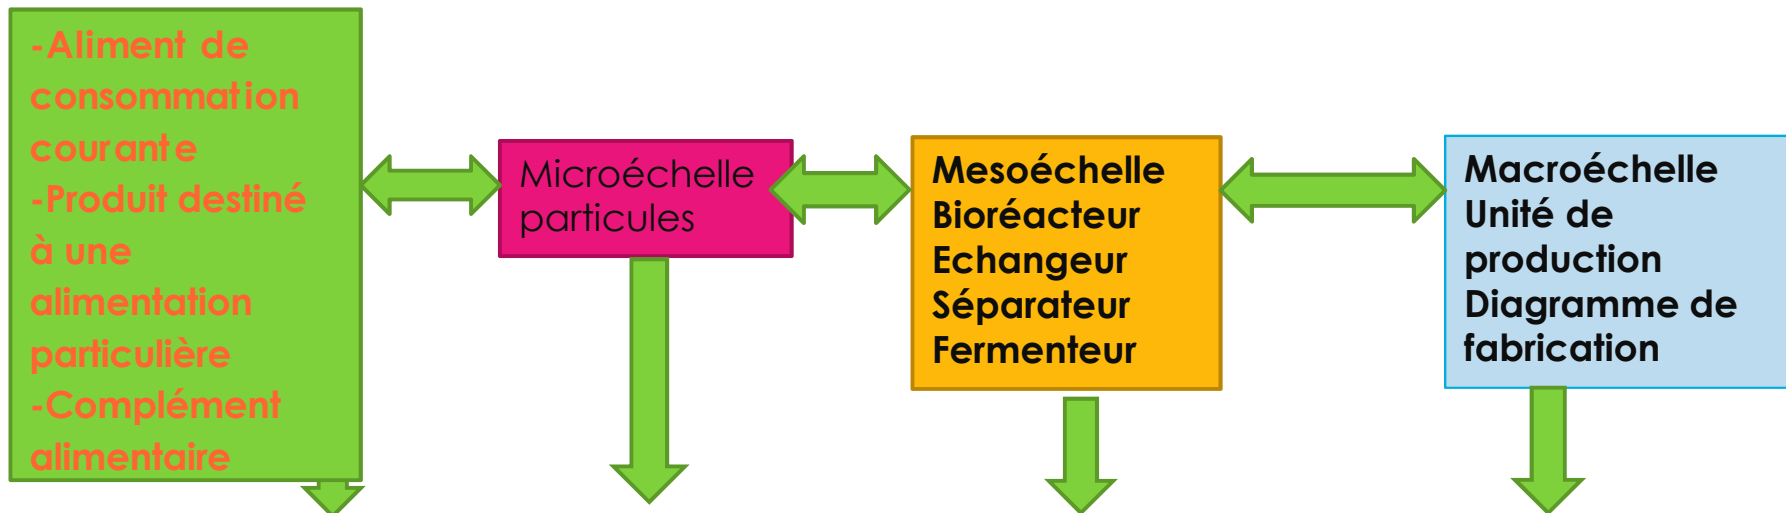 -Aliment de
consommation
courante
-Produit destiné
à une
alimentation
particulière
-Complément
alimentaire
Microéchelle
particules
Mesoéchelle
Bioréacteur
Echangeur
Séparateur
Fermenteur
Macroéchelle
Unité de
production
Diagramme de
fabrication